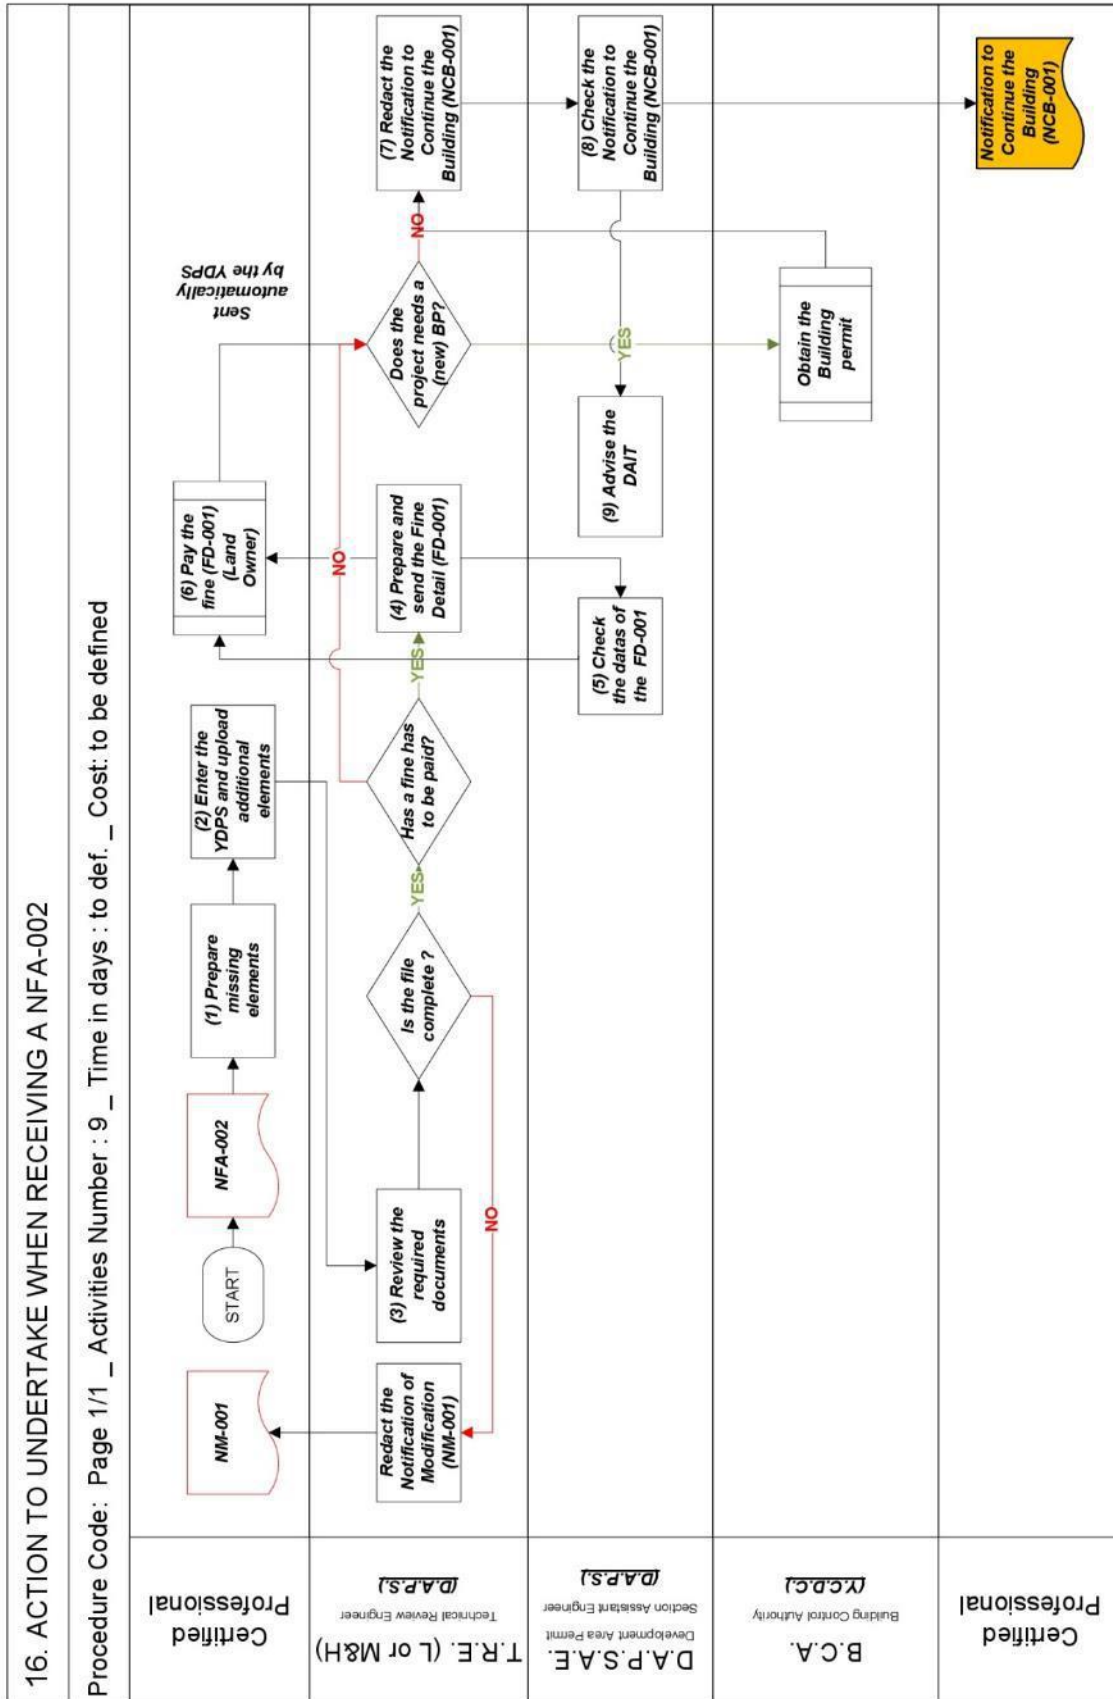 16. ACTION TO UNDERTAKE WHEN RECEIVING A NFA-002
Procedure Code: Page 1/1 _ Activities Number : 9 _ Time in days : to def. _ Cost: to be defined
Certified
Professional
NM-001
START
NFA-002
(1) Prepare
missing
elements
(2) Enter the
YDPS and upload
additional
elements
(6) Pay the
fine (FD-001)
(Land
Owner)
Sent
automatically
by the YDPS
T.R.E. (L or M&H)
Technical Review Engineer
(D.A.P.S.)
Redact the
Notification of
Modification
(NM-001)
(3) Review the
required
documents
NO
Is the file
complete ?
YES
Has a fine has
to be paid?
YES
NO
(4) Prepare and
send the Fine
Detail (FD-001)
Does the
project needs a
(new) BP?
NO
(7) Redact the
Notification to
Continue the
Building (NCB-001)
D.A.P.S.A.E.
Development Area Permit
Section Assistant Engineer
(D.A.P.S.)
(5) Check
the datas of
the FD-001
(9) Advise the
DAIT
YES
(8) Check the
Notification to
Continue the
Building (NCB-001)
B.C.A.
Building Control Authority
(Y.C.D.C.)
Obtain the
Building
permit
Certified
Professional
Notification to
Continue the
Building
(NCB-001)